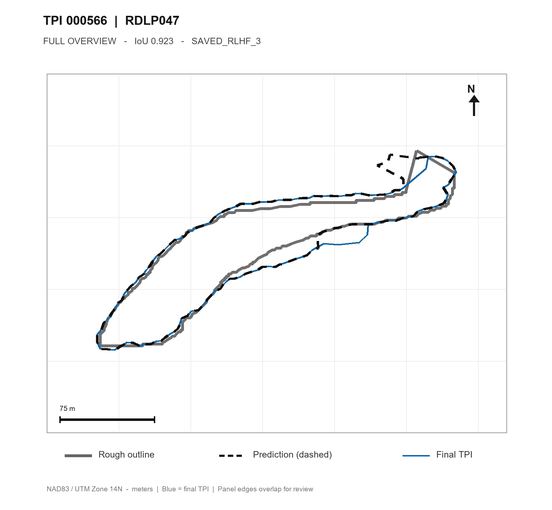 TPI 000566 | RDLP047
FULL OVERVIEW - IoU 0.923 - SAVED_RLHF_3
N
75 m
Rough outline
Prediction (dashed)
Final TPI
NAD83 / UTM Zone 14N - meters | Blue = final TPI | Panel edges overlap for review